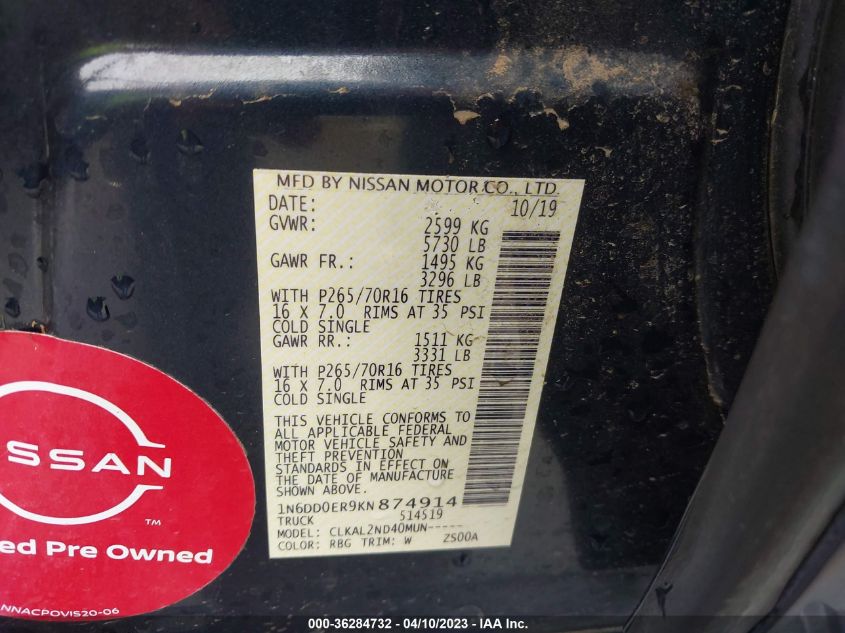 MFD BY NISSAN MOTOR CO., LTD.
DATE: 10/19
GVWR: 2599 KG
5730 LB
GAWR FR.: 1495 KG
3296 LB
WITH P265/70R16 TIRES
16 X 7.0 RIMS AT 35 PSI
COLD SINGLE
GAWR RR.: 1511 KG
3331 LB
WITH P265/70R16 TIRES
16 X 7.0 RIMS AT 35 PSI
COLD SINGLE
THIS VEHICLE CONFORMS TO
ALL APPLICABLE FEDERAL
MOTOR VEHICLE SAFETY AND
THEFT PREVENTION
STANDARDS IN EFFECT ON
THE DATE OF MANUFACTURE
SHOWN ABOVE.
1N6DD0ER9KN874914
TRUCK 514519
MODEL: CLKAL2ND40MUN-----
COLOR: RBG TRIM: W ZS00A
SSAN
TM
ed Pre Owned
NNACPOVIS20-06
000-36284732 - 04/10/2023 - IAA Inc.